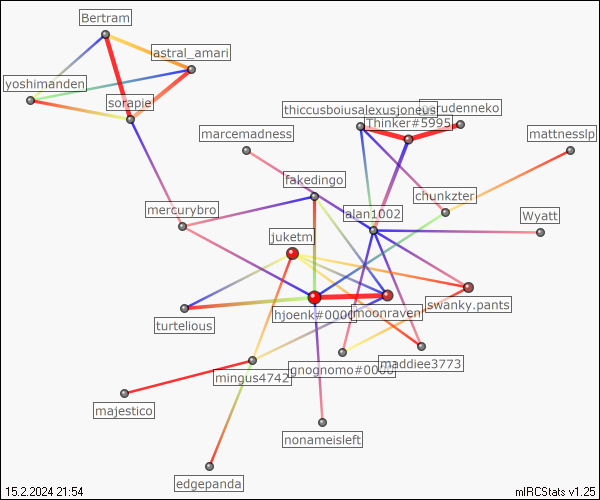 Bertram
astral_amari
yoshimanden
sorapie
thiccusboiusalexusjoneus
Thinker#5995
marcemadness
mattnesslp
fakedingo
chunkzter
mercurybro
alan1002
Wyatt
juketm
swanky.pants
hjoenk#0000
moonraven
turtelious
maddiee3773
gnognomo#0000
mingus4742
majestico
nonameisleft
edgepanda
15.2.2024 21:54
mIRCStats v1.25